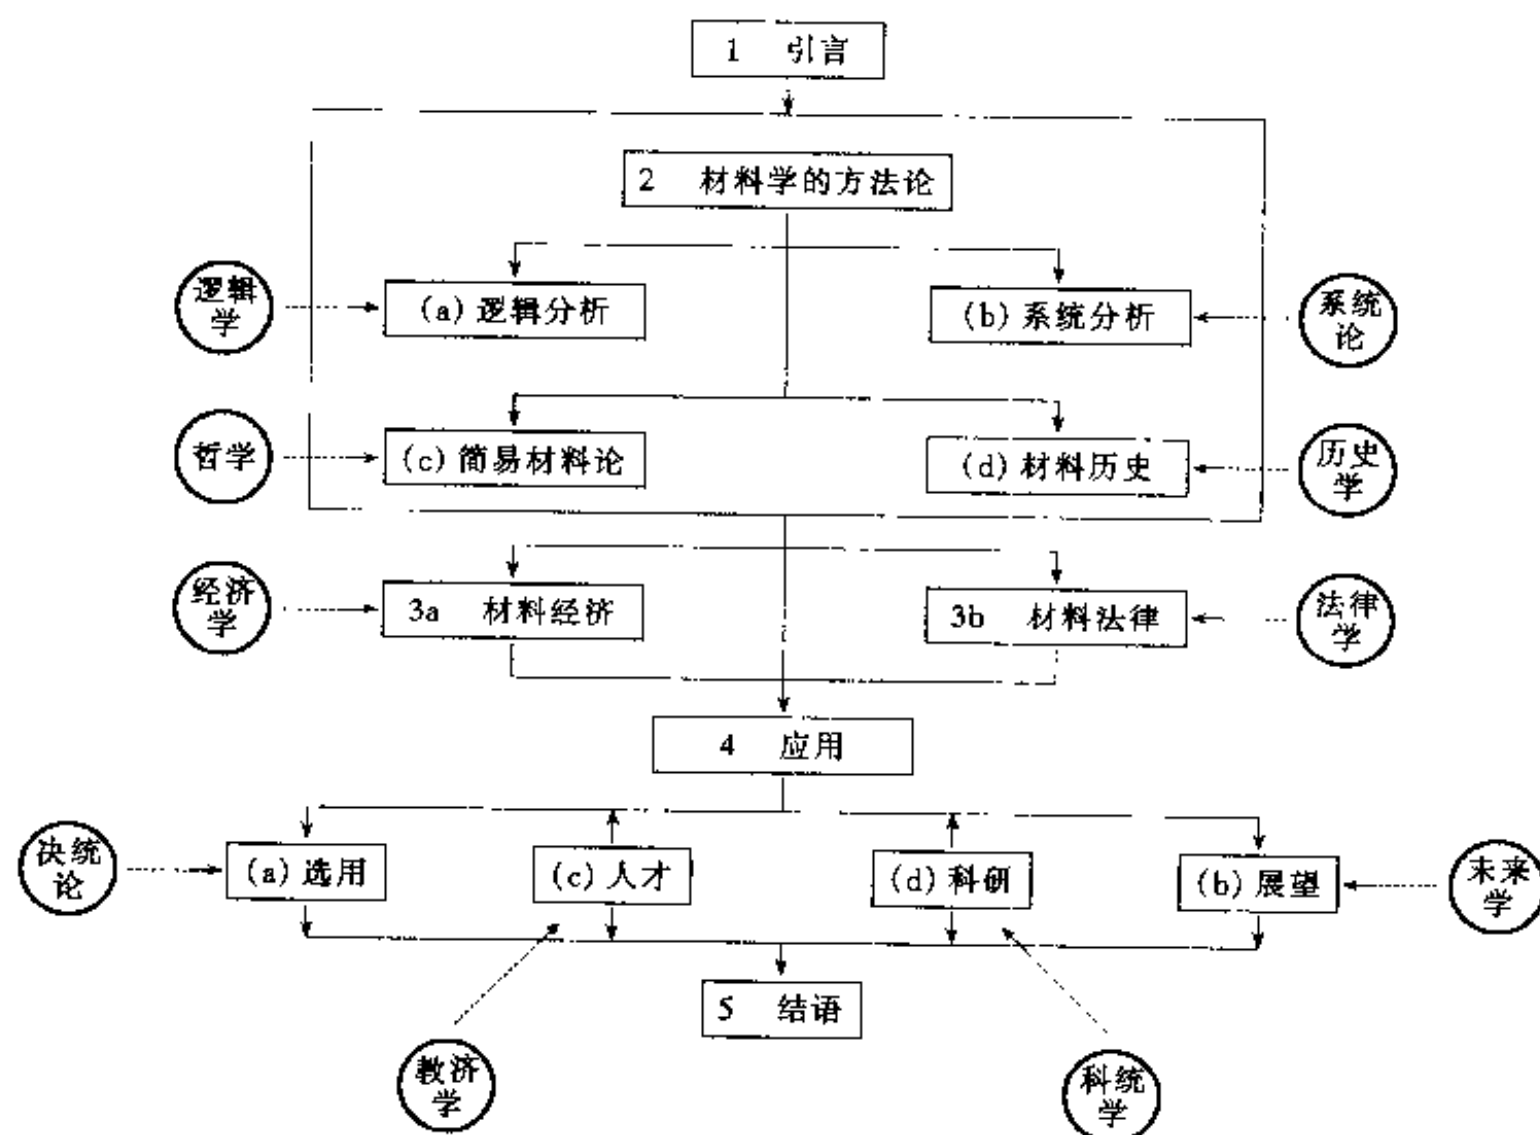 1 引言
2 材料学的方法论
逻辑
学
(a)逻辑分析
(b)系统分析
系统
论
哲学
(c)简易材料论
(d)材料历史
历史
学
经济
学
3a 材料经济
3b 材料法律
法律
学
4 应用
决统
论
(a)选用
(c)人才
(d)科研
(b)展望
未来
学
5 结语
教济
学
科统
学